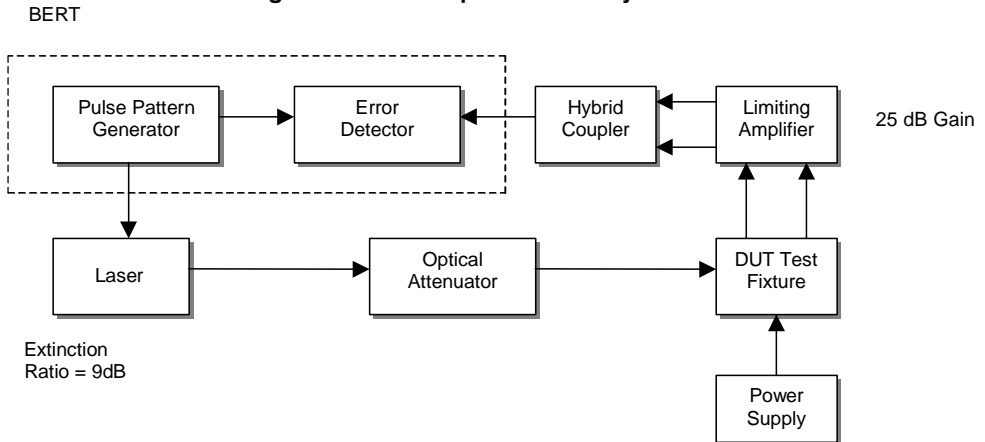 BERT
Pulse Pattern
Generator
Error
Detector
Hybrid
Coupler
Limiting
Amplifier
25 dB Gain
Laser
Optical
Attenuator
DUT Test
Fixture
Extinction
Ratio = 9dB
Power
Supply